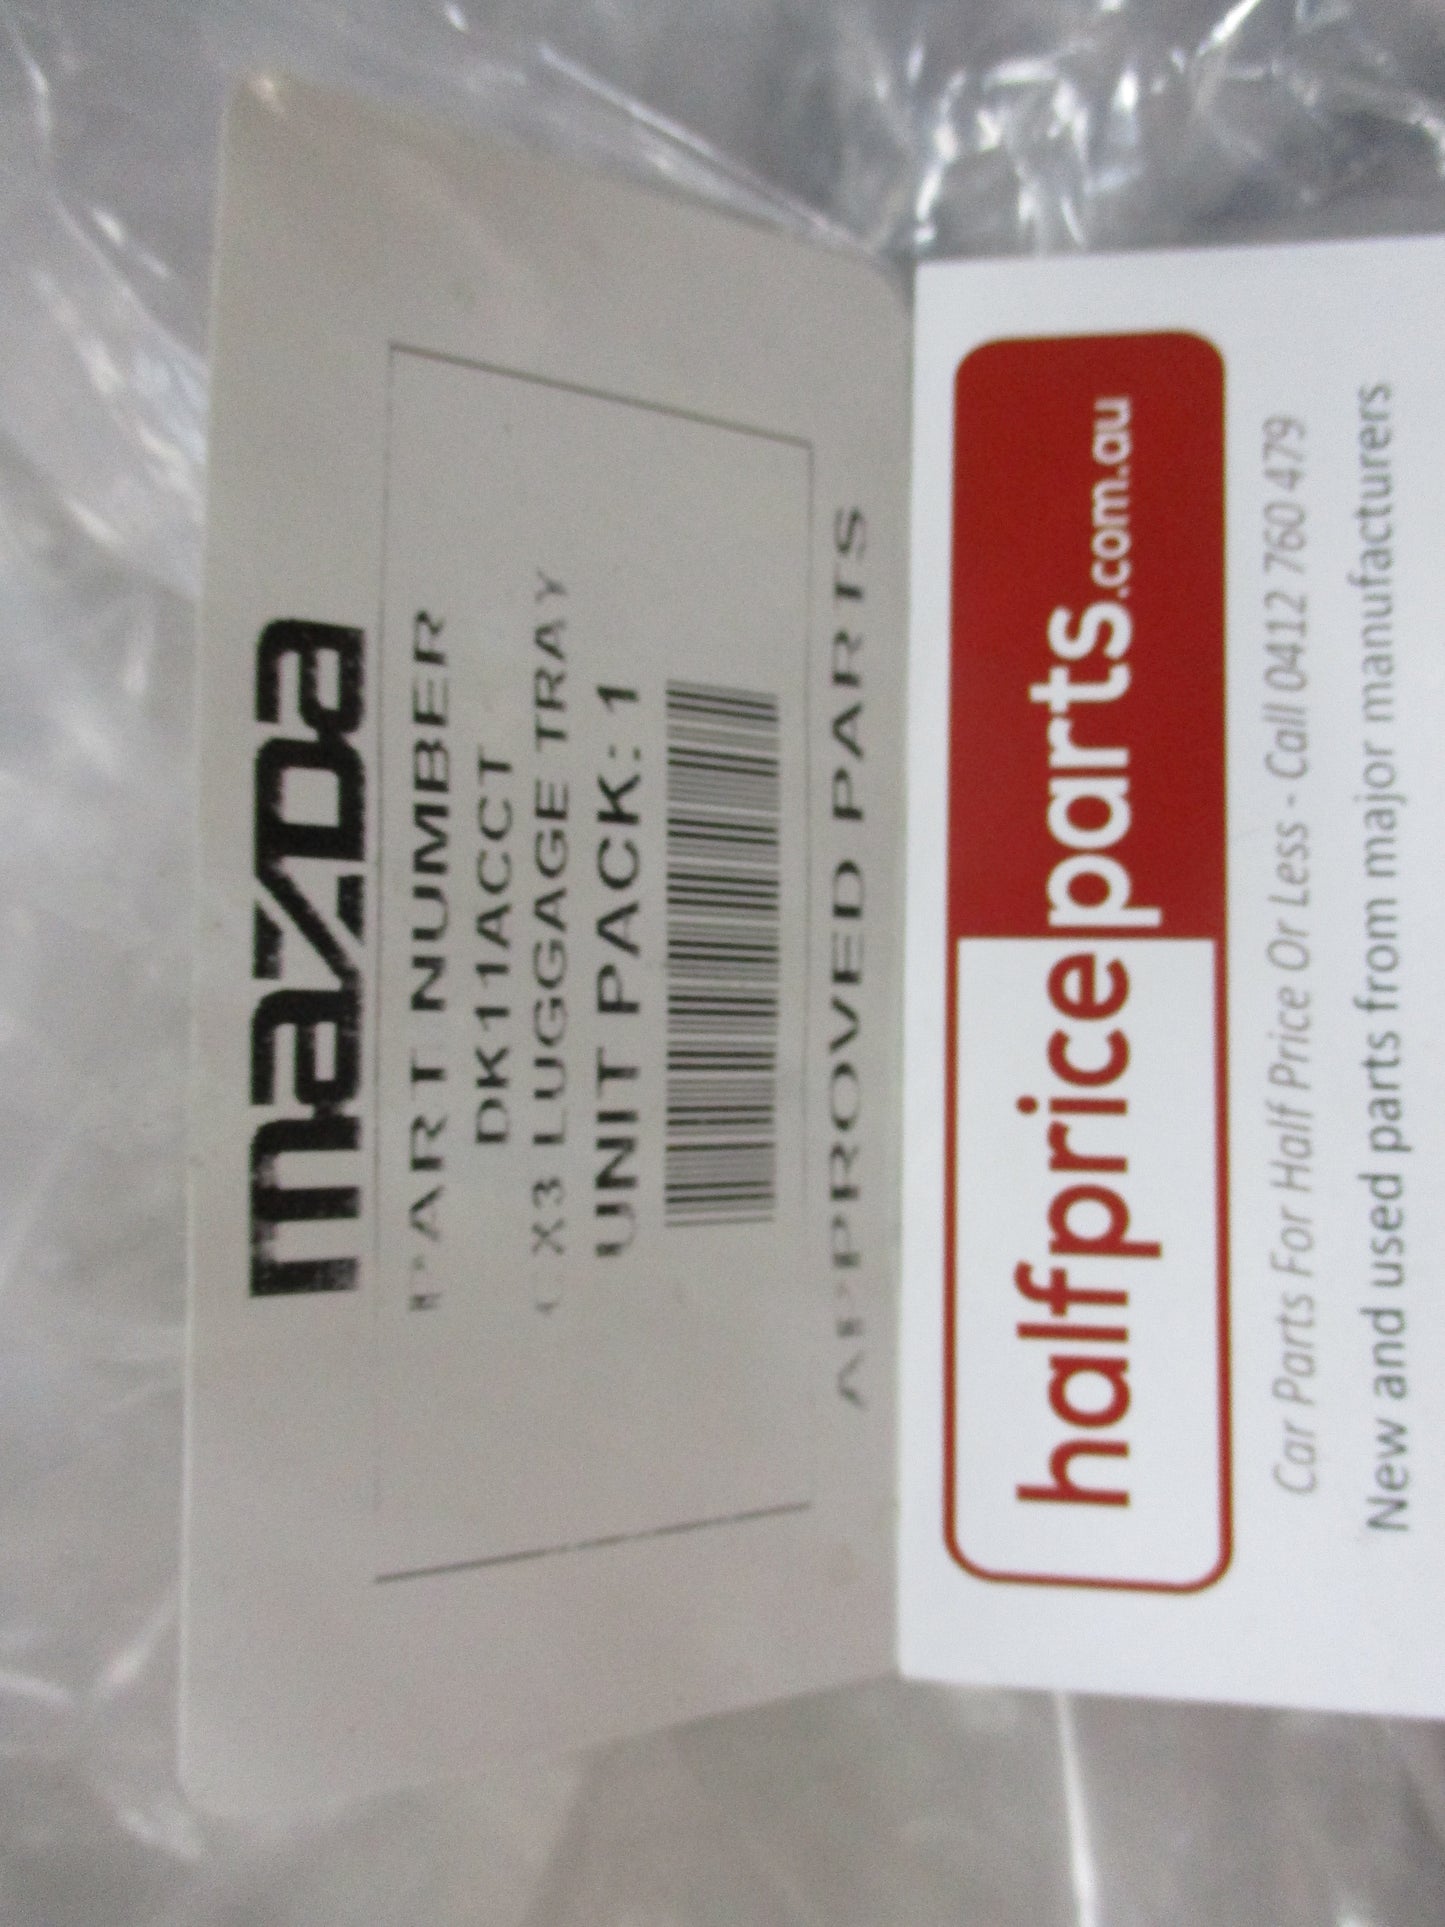 mazda
PART NUMBER
DK11ACCT
CX3 LUGGAGE TRAY
UNIT PACK: 1
APPROVED PARTS
halfpriceparts.com.au
Car Parts For Half Price Or Less - Call 0412 760 479
New and used parts from major manufacturers